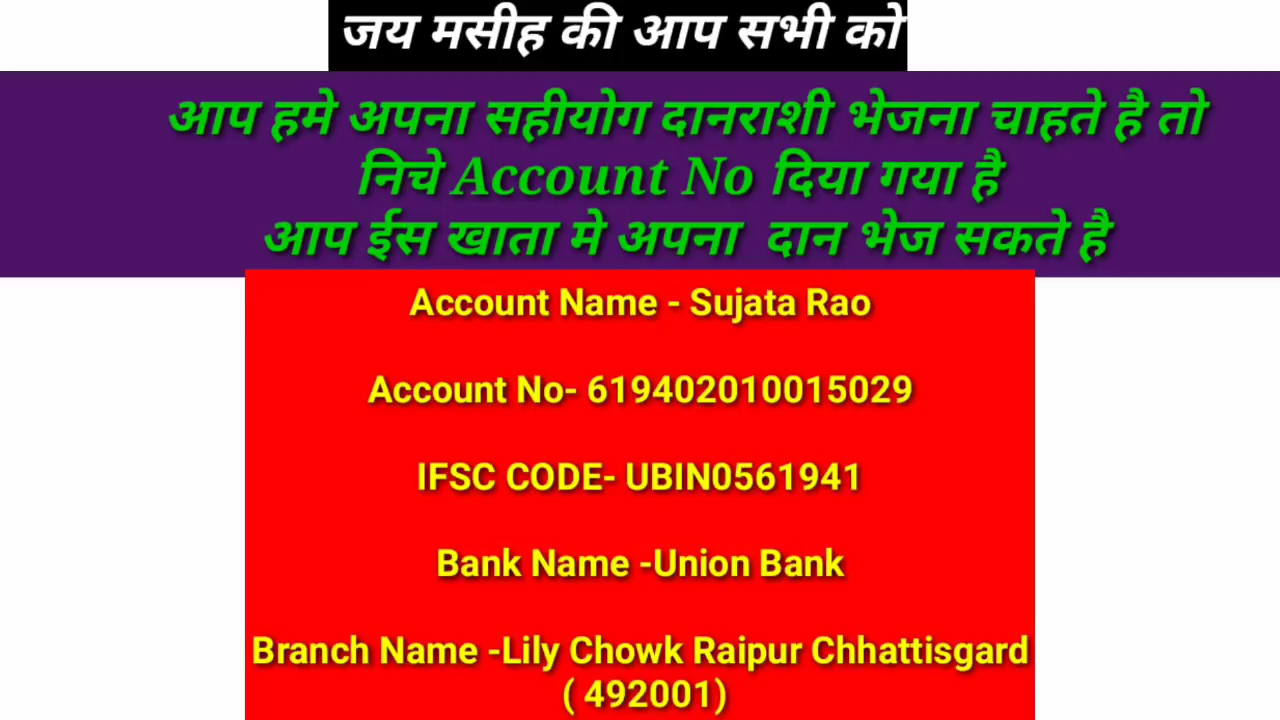 जय मसीह की आप सभी को
आप हमे अपना सहीयोग दानराशी भेजना चाहते है तो
निचे Account No दिया गया है
आप ईस खाता मे अपना दान भेज सकते है
Account Name - Sujata Rao
Account No- 619402010015029
IFSC CODE- UBIN0561941
Bank Name -Union Bank
Branch Name -Lily Chowk Raipur Chhattisgard
( 492001)